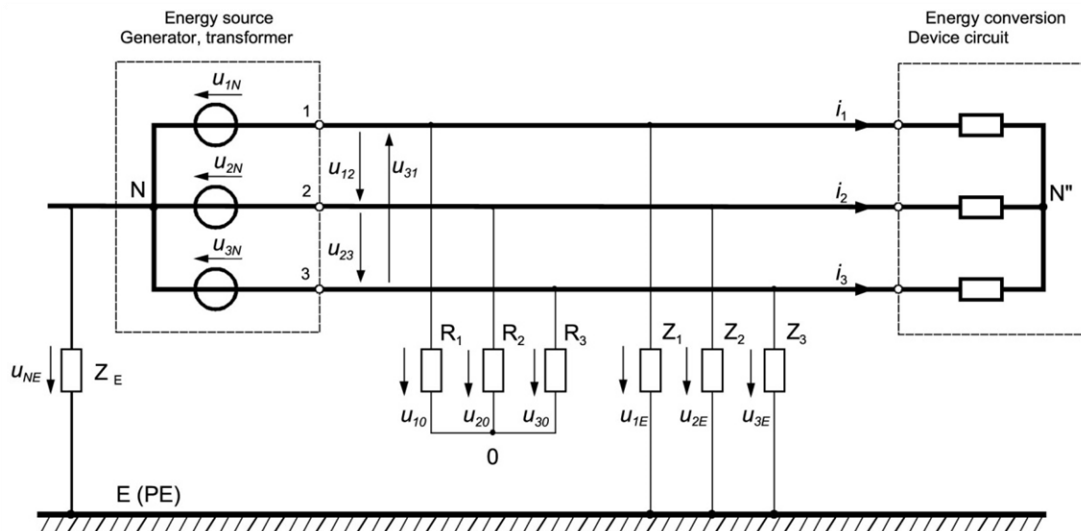 Energy source
Generator, transformer
Energy conversion
Device circuit
u1N
1
i1
u12
u31
u2N
N
2
i2
N"
u3N
u23
3
i3
R1
R2
R3
Z1
Z2
Z3
uNE
ZE
u10
u20
u30
u1E
u2E
u3E
0
E (PE)